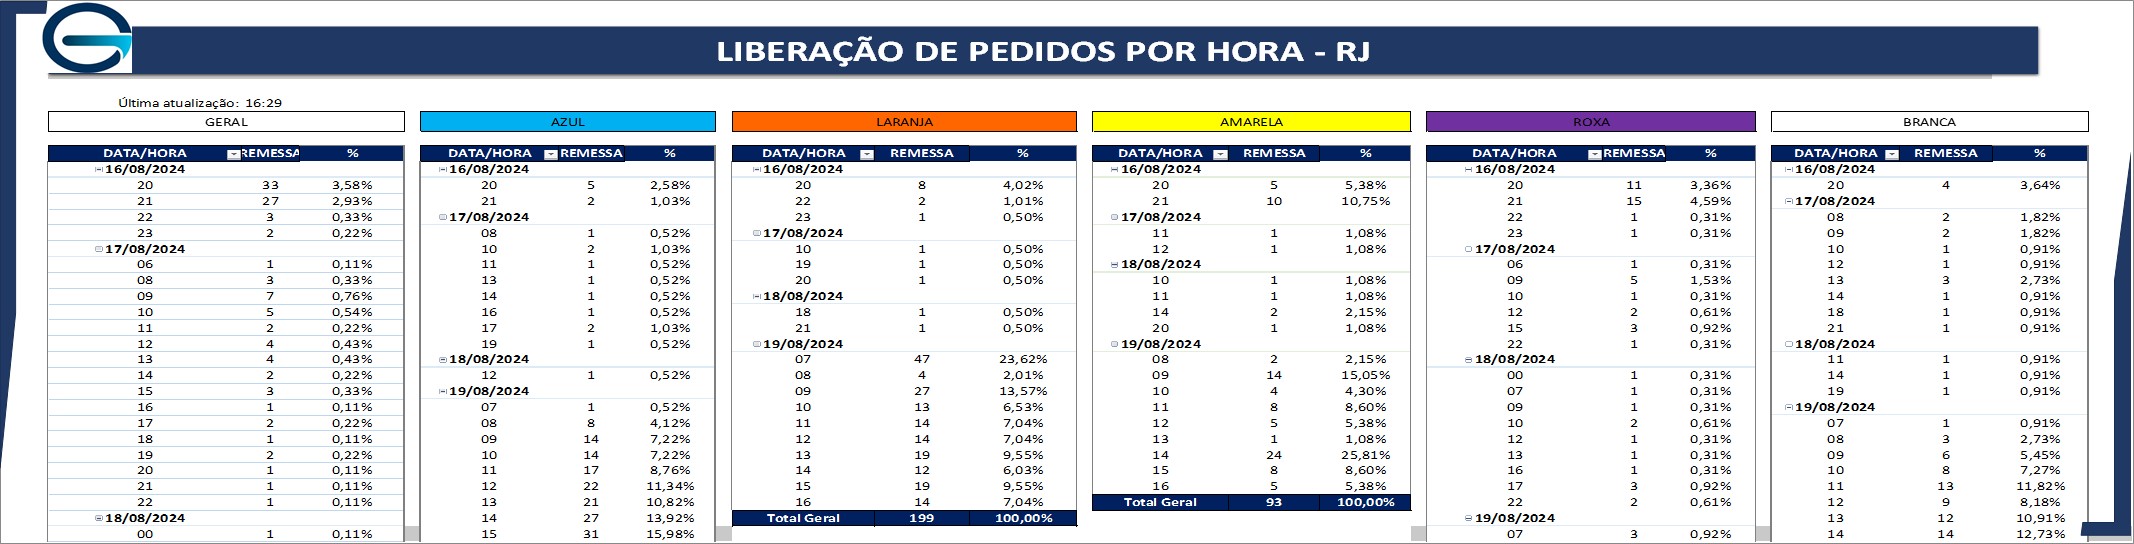 LIBERAÇÃO DE PEDIDOS POR HORA - RJ
Última atualização: 16:29
GERAL
DATA/HORA REMESSA %
16/08/2024
20 33 3,58%
21 27 2,93%
22 3 0,33%
23 2 0,22%
17/08/2024
06 1 0,11%
08 3 0,33%
09 7 0,76%
10 5 0,54%
11 2 0,22%
12 4 0,43%
13 4 0,43%
14 2 0,22%
15 3 0,33%
16 1 0,11%
17 2 0,22%
18 1 0,11%
19 2 0,22%
20 1 0,11%
21 1 0,11%
22 1 0,11%
18/08/2024
00 1 0,11%
AZUL
DATA/HORA REMESSA %
16/08/2024
20 5 2,58%
21 2 1,03%
17/08/2024
08 1 0,52%
10 2 1,03%
11 1 0,52%
13 1 0,52%
14 1 0,52%
16 1 0,52%
17 2 1,03%
19 1 0,52%
18/08/2024
12 1 0,52%
19/08/2024
07 1 0,52%
08 8 4,12%
09 14 7,22%
10 14 7,22%
11 17 8,76%
12 22 11,34%
13 21 10,82%
14 27 13,92%
15 31 15,98%
LARANJA
DATA/HORA REMESSA %
16/08/2024
20 8 4,02%
22 2 1,01%
23 1 0,50%
17/08/2024
10 1 0,50%
19 1 0,50%
20 1 0,50%
18/08/2024
18 1 0,50%
21 1 0,50%
19/08/2024
07 47 23,62%
08 4 2,01%
09 27 13,57%
10 13 6,53%
11 14 7,04%
12 14 7,04%
13 19 9,55%
14 12 6,03%
15 19 9,55%
16 14 7,04%
Total Geral 199 100,00%
AMARELA
DATA/HORA REMESSA %
16/08/2024
20 5 5,38%
21 10 10,75%
17/08/2024
11 1 1,08%
12 1 1,08%
18/08/2024
10 1 1,08%
11 1 1,08%
14 2 2,15%
20 1 1,08%
19/08/2024
08 2 2,15%
09 14 15,05%
10 4 4,30%
11 8 8,60%
12 5 5,38%
13 1 1,08%
14 24 25,81%
15 8 8,60%
16 5 5,38%
Total Geral 93 100,00%
ROXA
DATA/HORA REMESSA %
16/08/2024
20 11 3,36%
21 15 4,59%
22 1 0,31%
23 1 0,31%
17/08/2024
06 1 0,31%
09 5 1,53%
10 1 0,31%
12 2 0,61%
15 3 0,92%
22 1 0,31%
18/08/2024
00 1 0,31%
07 1 0,31%
09 1 0,31%
10 2 0,61%
12 1 0,31%
13 1 0,31%
16 1 0,31%
17 3 0,92%
22 2 0,61%
19/08/2024
07 3 0,92%
BRANCA
DATA/HORA REMESSA %
16/08/2024
20 4 3,64%
17/08/2024
08 2 1,82%
09 2 1,82%
10 1 0,91%
12 1 0,91%
13 3 2,73%
14 1 0,91%
18 1 0,91%
21 1 0,91%
18/08/2024
11 1 0,91%
14 1 0,91%
19 1 0,91%
19/08/2024
07 1 0,91%
08 3 2,73%
09 6 5,45%
10 8 7,27%
11 13 11,82%
12 9 8,18%
13 12 10,91%
14 14 12,73%